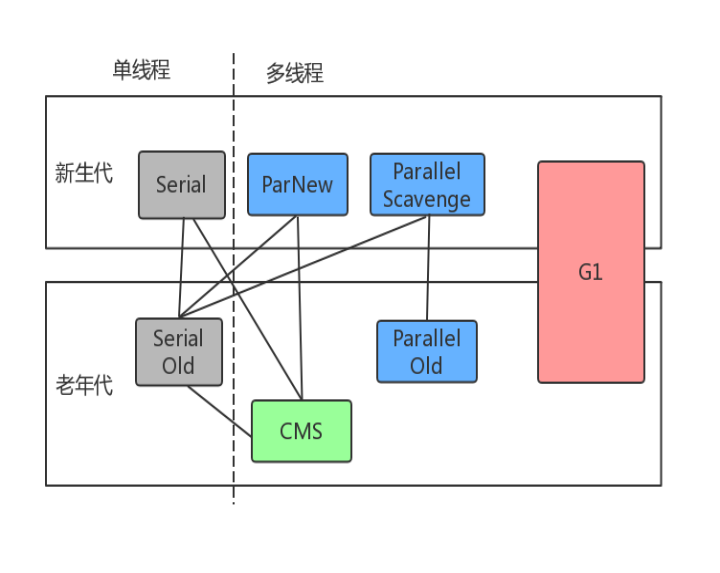 单线程
多线程
新生代
Serial
ParNew
Parallel
Scavenge
G1
老年代
Serial
Old
Parallel
Old
CMS